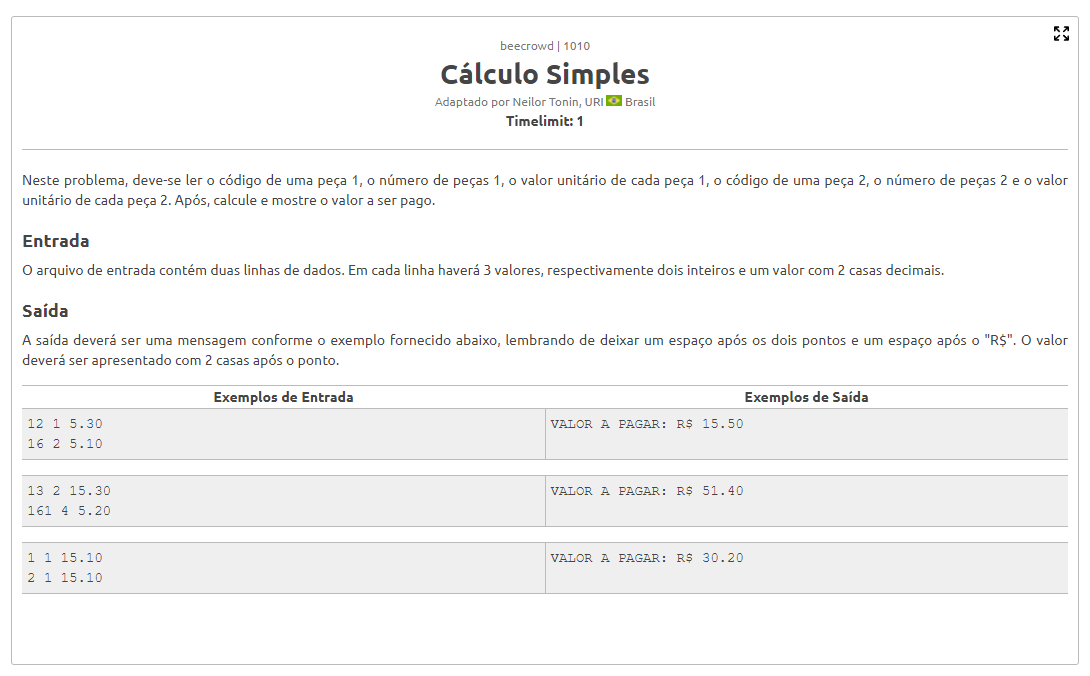 beecrowd | 1010
Cálculo Simples
Adaptado por Neilor Tonin, URI Brasil
Timelimit: 1
Neste problema, deve-se ler o código de uma peça 1, o número de peças 1, o valor unitário de cada peça 1, o código de uma peça 2, o número de peças 2 e o valor
unitário de cada peça 2. Após, calcule e mostre o valor a ser pago.
Entrada
O arquivo de entrada contém duas linhas de dados. Em cada linha haverá 3 valores, respectivamente dois inteiros e um valor com 2 casas decimais.
Saída
A saída deverá ser uma mensagem conforme o exemplo fornecido abaixo, lembrando de deixar um espaço após os dois pontos e um espaço após o "R$". O valor
deverá ser apresentado com 2 casas após o ponto.
Exemplos de Entrada Exemplos de Saída
12 1 5.30 VALOR A PAGAR: R$ 15.50
16 2 5.10
13 2 15.30 VALOR A PAGAR: R$ 51.40
161 4 5.20
1 1 15.10 VALOR A PAGAR: R$ 30.20
2 1 15.10